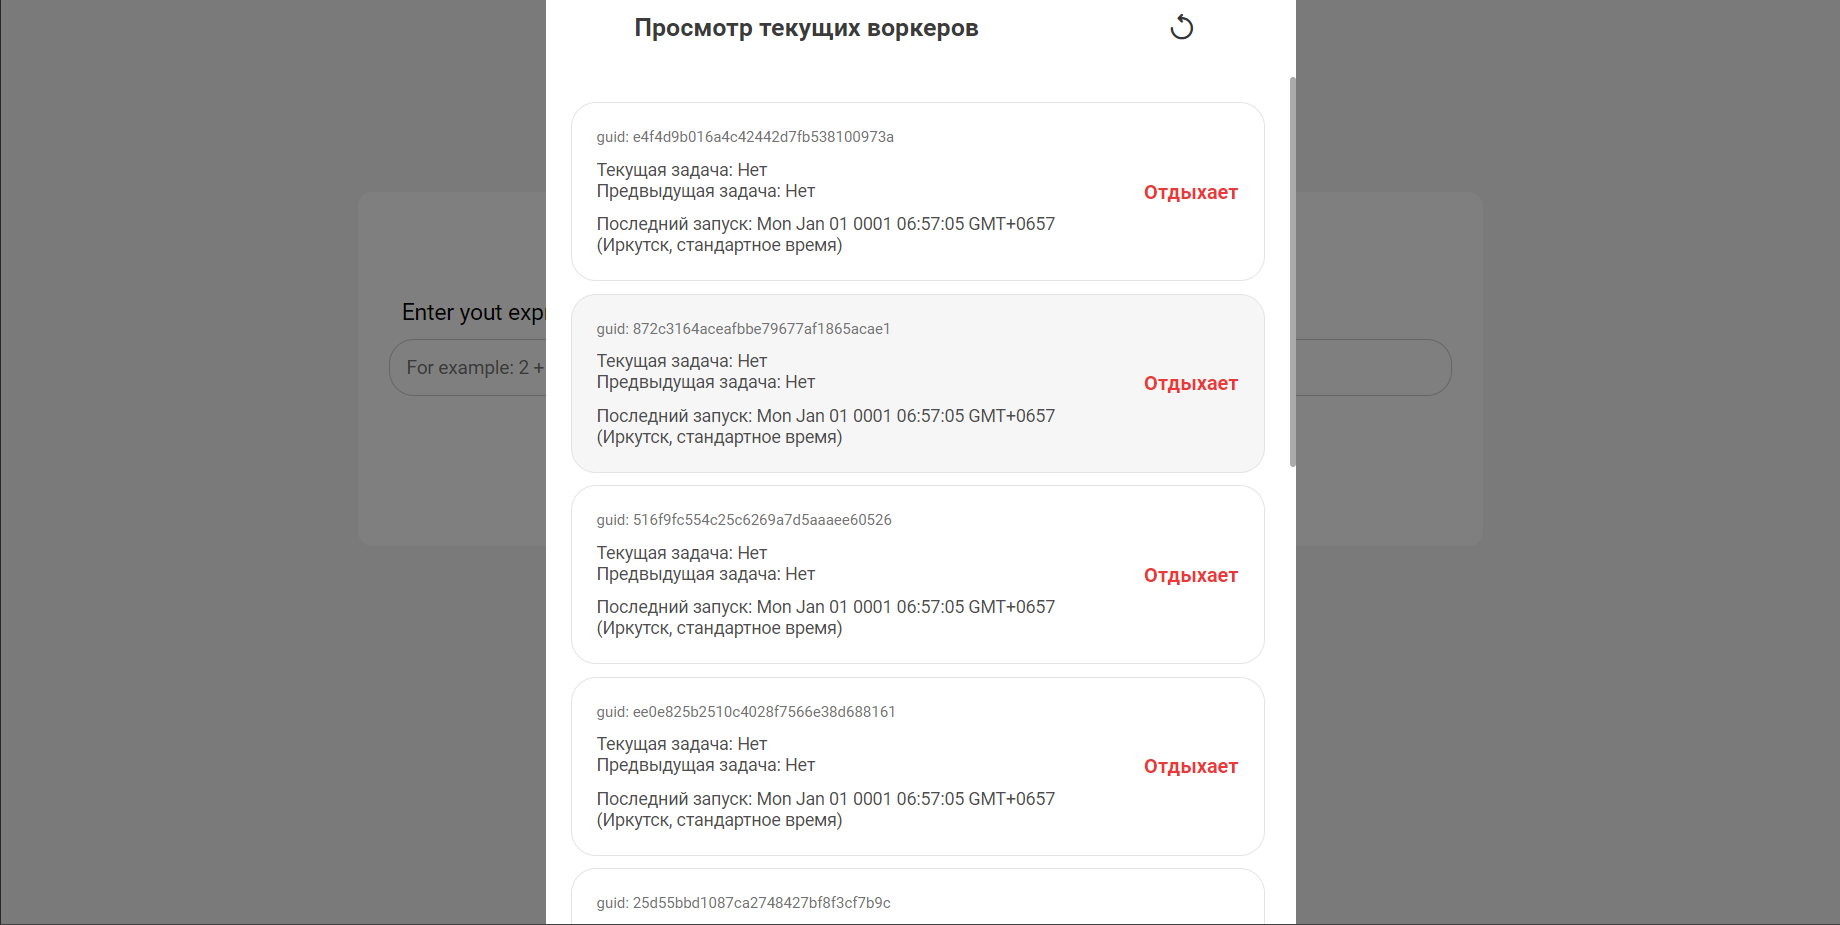 Просмотр текущих воркеров
guid: e4f4d9b016a4c42442d7fb538100973a
Текущая задача: Нет
Предыдущая задача: Нет
Отдыхает
Последний запуск: Mon Jan 01 0001 06:57:05 GMT+0657
(Иркутск, стандартное время)
Enter yout exp
For example: 2 +
guid: 872c3164aceafbbe79677af1865acae1
Текущая задача: Нет
Предыдущая задача: Нет
Отдыхает
Последний запуск: Mon Jan 01 0001 06:57:05 GMT+0657
(Иркутск, стандартное время)
guid: 516f9fc554c25c6269a7d5aaaee60526
Текущая задача: Нет
Предыдущая задача: Нет
Отдыхает
Последний запуск: Mon Jan 01 0001 06:57:05 GMT+0657
(Иркутск, стандартное время)
guid: ee0e825b2510c4028f7566e38d688161
Текущая задача: Нет
Предыдущая задача: Нет
Отдыхает
Последний запуск: Mon Jan 01 0001 06:57:05 GMT+0657
(Иркутск, стандартное время)
guid: 25d55bbd1087ca2748427bf8f3cf7b9c